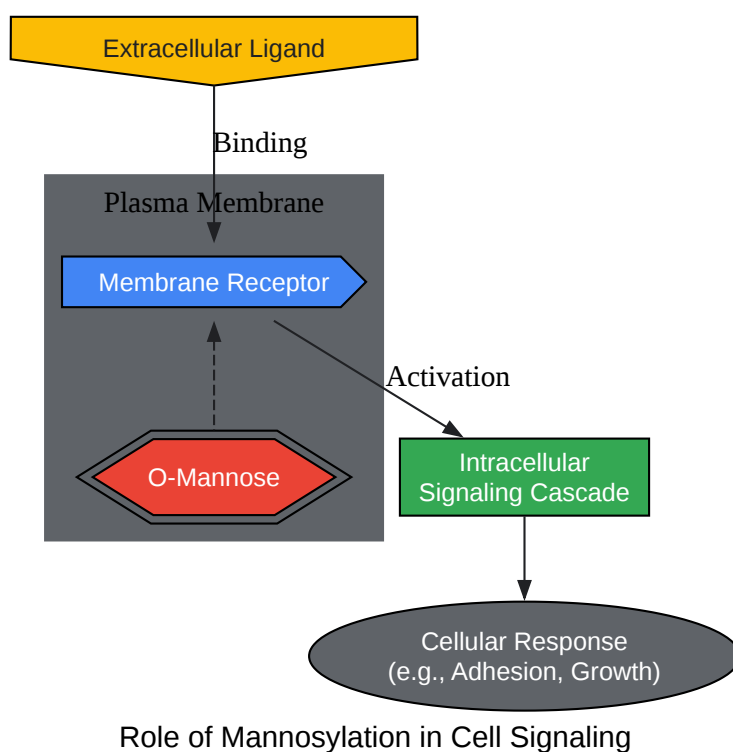 Extracellular Ligand
Binding
Plasma Membrane
Membrane Receptor
Activation
O-Mannose
Intracellular
Signaling Cascade
Cellular Response
(e.g., Adhesion, Growth)
Role of Mannosylation in Cell Signaling